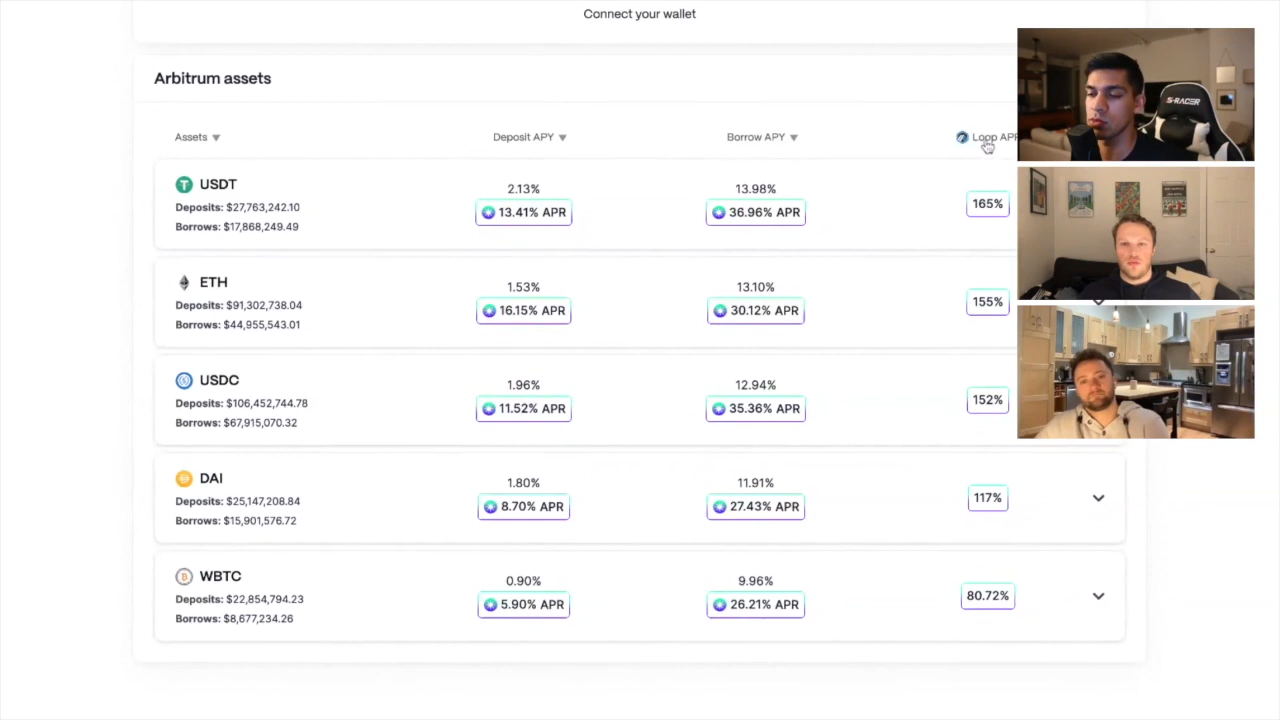 Connect your wallet
Arbitrum assets
Assets
Deposit APY
Borrow APY
Loop APR
USDT
Deposits: $27,763,242.10
Borrows: $17,868,249.49
2.13%
13.41% APR
13.98%
36.96% APR
165%
ETH
Deposits: $91,302,738.04
Borrows: $44,955,543.01
1.53%
16.15% APR
13.10%
30.12% APR
155%
USDC
Deposits: $106,452,744.78
Borrows: $67,915,070.32
1.96%
11.52% APR
12.94%
35.36% APR
152%
DAI
Deposits: $25,147,208.84
Borrows: $15,901,576.72
1.80%
8.70% APR
11.91%
27.43% APR
117%
WBTC
Deposits: $22,854,794.23
Borrows: $8,677,234.26
0.90%
5.90% APR
9.96%
26.21% APR
80.72%
S-RACER